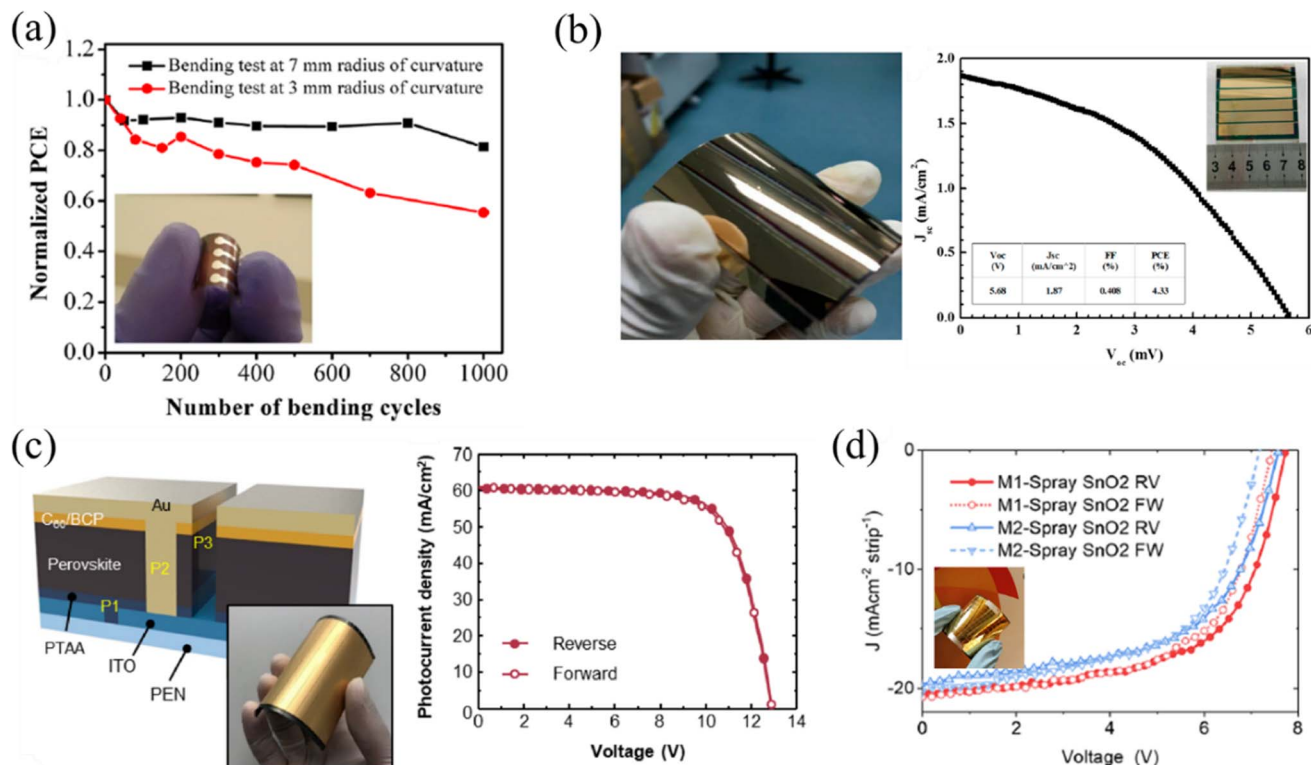 (a)
1.2
1.0
0.8
0.6
0.4
0.2
0.0
Normalized PCE
Bending test at 7 mm radius of curvature
Bending test at 3 mm radius of curvature
0 200 400 600 800 1000
Number of bending cycles
(b)
2.0
1.5
1.0
0.5
0.0
J_sc (mA/cm²)
3 4 5 6 7 8
Voc Jsc FF PCE
(V) (mA/cm^2) (%) (%)
5.68 1.87 0.408 4.33
0 1 2 3 4 5 6
V_oc (mV)
(c)
Au
C60/BCP
P3
Perovskite
P2
P1
PTAA
ITO
PEN
70
60
50
40
30
20
10
0
Photocurrent density (mA/cm²)
Reverse
Forward
0 2 4 6 8 10 12 14
Voltage (V)
(d)
0
-10
-20
J (mAcm⁻² strip⁻¹)
M1-Spray SnO2 RV
M1-Spray SnO2 FW
M2-Spray SnO2 RV
M2-Spray SnO2 FW
0 2 4 6 8
Voltage (V)